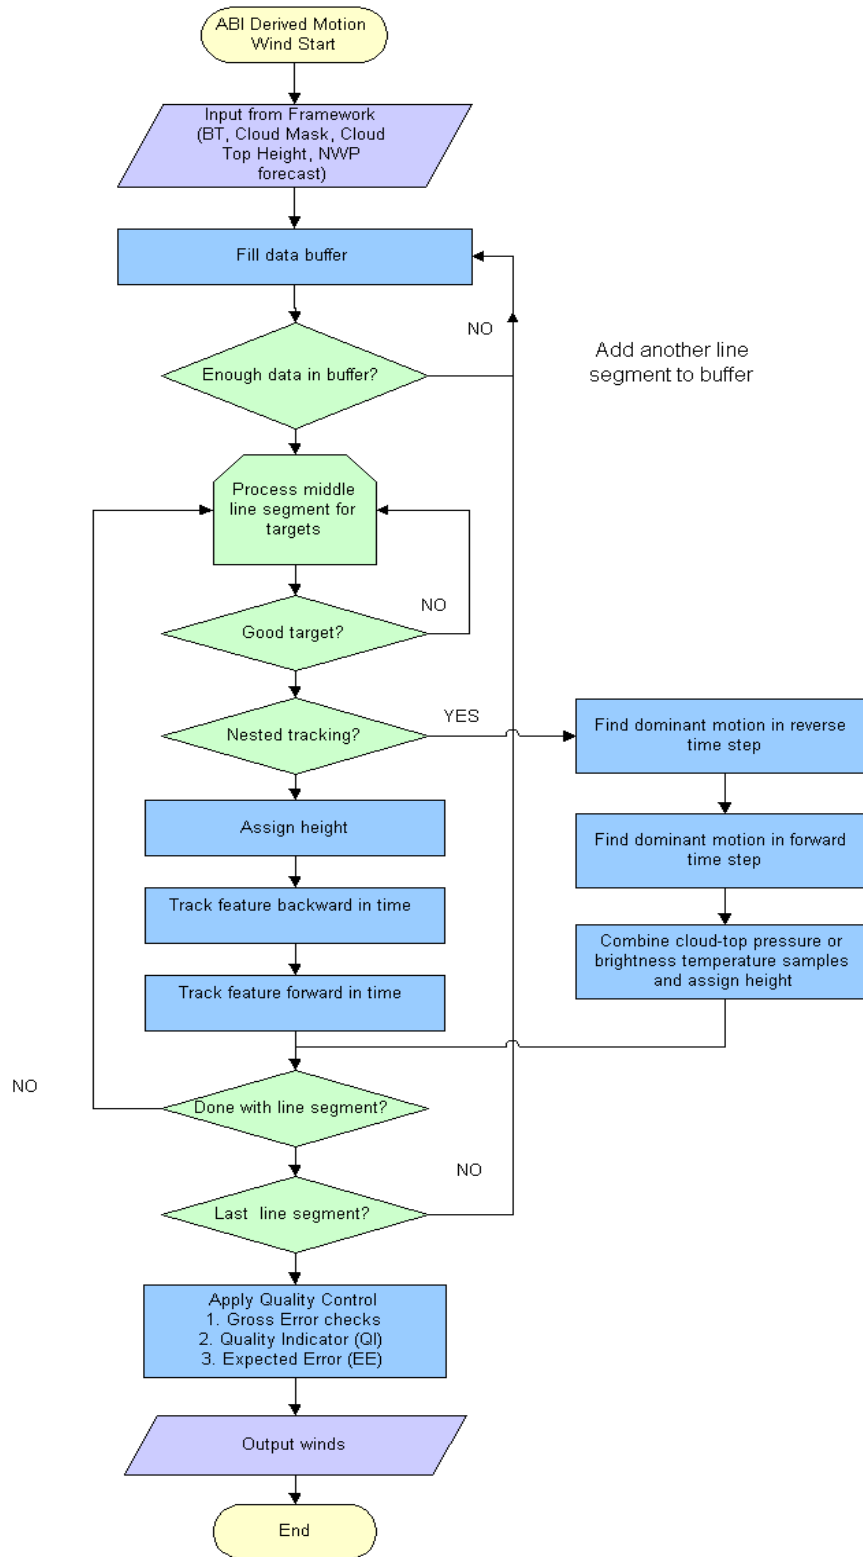 ABI Derived Motion
Wind Start
Input from Framework
(BT, Cloud Mask, Cloud
Top Height, NWP
forecast)
Fill data buffer
NO
Enough data in buffer?
Add another line
segment to buffer
Process middle
line segment for
targets
NO
Good target?
YES
Nested tracking?
Find dominant motion in reverse
time step
Assign height
Find dominant motion in forward
time step
Track feature backward in time
Combine cloud-top pressure or
brightness temperature samples
and assign height
Track feature forward in time
NO
Done with line segment?
NO
Last line segment?
Apply Quality Control
1. Gross Error checks
2. Quality Indicator (QI)
3. Expected Error (EE)
Output winds
End